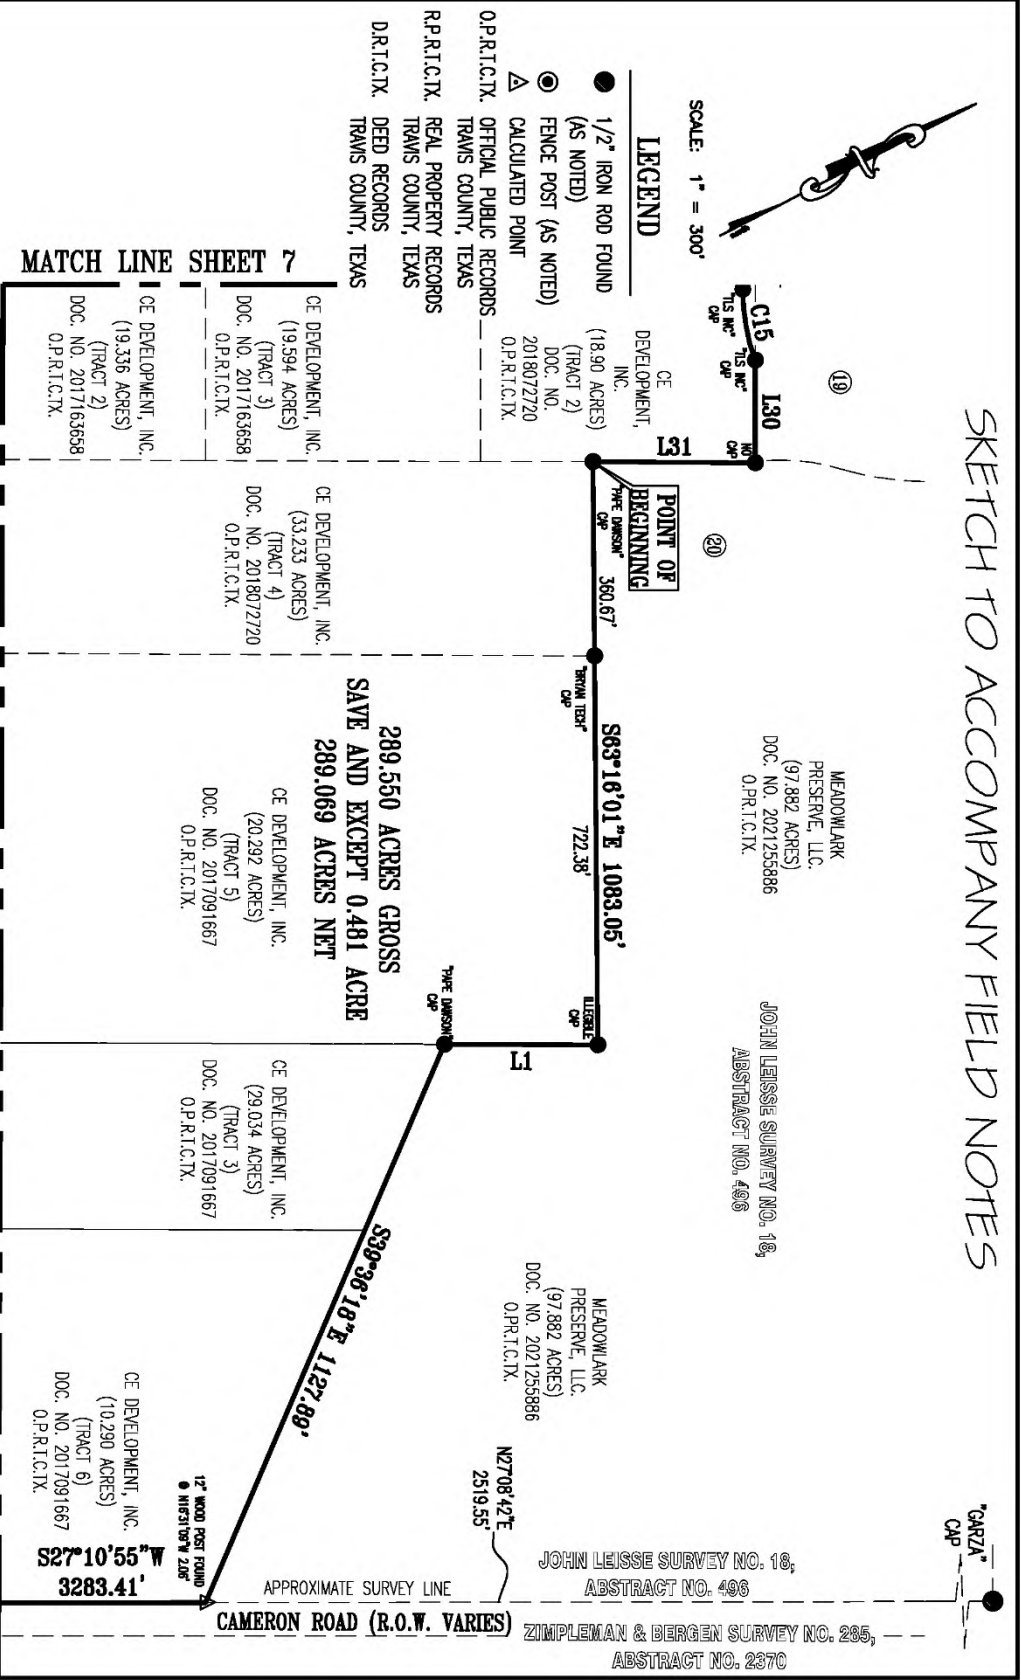 SKETCH TO ACCOMPANY FIELD NOTES
SCALE: 1" = 300'
LEGEND
1/2" IRON ROD FOUND
(AS NOTED)
FENCE POST (AS NOTED)
CALCULATED POINT
O.P.R.T.C.TX. OFFICIAL PUBLIC RECORDS
TRAVIS COUNTY, TEXAS
R.P.R.T.C.TX. REAL PROPERTY RECORDS
TRAVIS COUNTY, TEXAS
D.R.T.C.TX. DEED RECORDS
TRAVIS COUNTY, TEXAS
MATCH LINE SHEET 7
C15
"TLS INC"
CAP
"TLS INC"
CAP
L30
NO
CAP
L31
19
20
POINT OF
BEGINNING
"PAPE DAWSON"
CAP
360.67'
"BRYAN TECH"
CAP
S63°16'01"E 1083.05'
722.38'
ILLEGIBLE
CAP
L1
"PAPE DAWSON"
CAP
CE
DEVELOPMENT,
INC.
(18.90 ACRES)
(TRACT 2)
DOC. NO.
2018072720
O.P.R.T.C.TX.
CE DEVELOPMENT, INC.
(19.594 ACRES)
(TRACT 3)
DOC. NO. 2017163658
O.P.R.T.C.TX.
CE DEVELOPMENT, INC.
(19.336 ACRES)
(TRACT 2)
DOC. NO. 2017163658
O.P.R.T.C.TX.
CE DEVELOPMENT, INC.
(33.233 ACRES)
(TRACT 4)
DOC. NO. 2018072720
O.P.R.T.C.TX.
289.550 ACRES GROSS
SAVE AND EXCEPT 0.481 ACRE
289.069 ACRES NET
CE DEVELOPMENT, INC.
(20.292 ACRES)
(TRACT 5)
DOC. NO. 2017091667
O.P.R.T.C.TX.
CE DEVELOPMENT, INC.
(29.034 ACRES)
(TRACT 3)
DOC. NO. 2017091667
O.P.R.T.C.TX.
CE DEVELOPMENT, INC.
(10.290 ACRES)
(TRACT 6)
DOC. NO. 2017091667
O.P.R.T.C.TX.
MEADOWLARK
PRESERVE, LLC.
(97.882 ACRES)
DOC. NO. 2021255886
O.PR.T.C.TX.
JOHN LEISSE SURVEY NO. 18,
ABSTRACT NO. 496
MEADOWLARK
PRESERVE, LLC.
(97.882 ACRES)
DOC. NO. 2021255886
O.PR.T.C.TX.
S39°36'18"E 1127.89'
12" WOOD POST FOUND
@ N16°31'09"W 2.06'
S27°10'55"W
3283.41'
N27°08'42"E
2519.55'
"GARZA"
CAP
APPROXIMATE SURVEY LINE
JOHN LEISSE SURVEY NO. 18,
ABSTRACT NO. 496
CAMERON ROAD (R.O.W. VARIES)
ZIMPLEMAN & BERGEN SURVEY NO. 285,
ABSTRACT NO. 2370